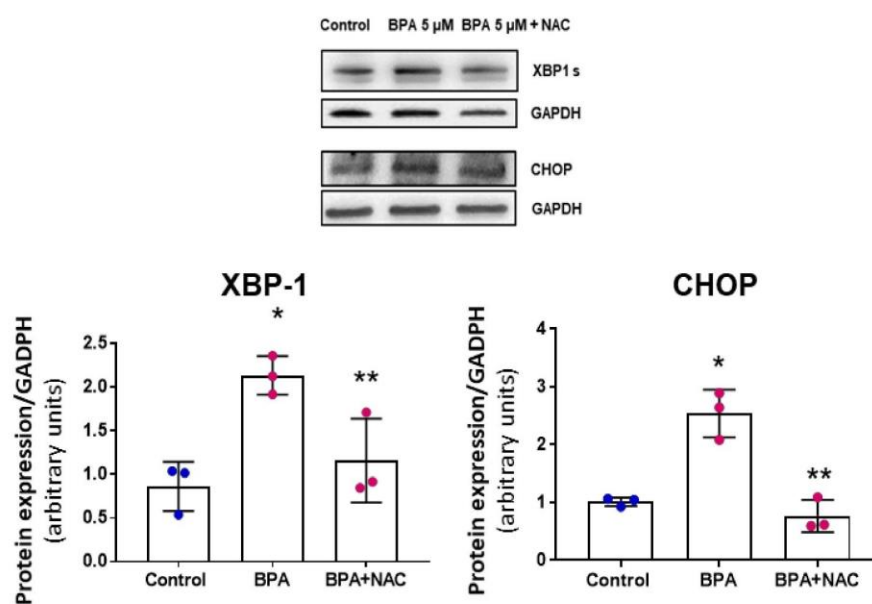 Control BPA 5 µM BPA 5 µM + NAC
XBP1 s
GAPDH
CHOP
GAPDH
XBP-1
Protein expression/GADPH
(arbitrary units)
2.5
2.0
1.5
1.0
0.5
0.0
*
**
Control BPA BPA+NAC
CHOP
Protein expression/GADPH
(arbitrary units)
4
3
2
1
0
*
**
Control BPA BPA+NAC